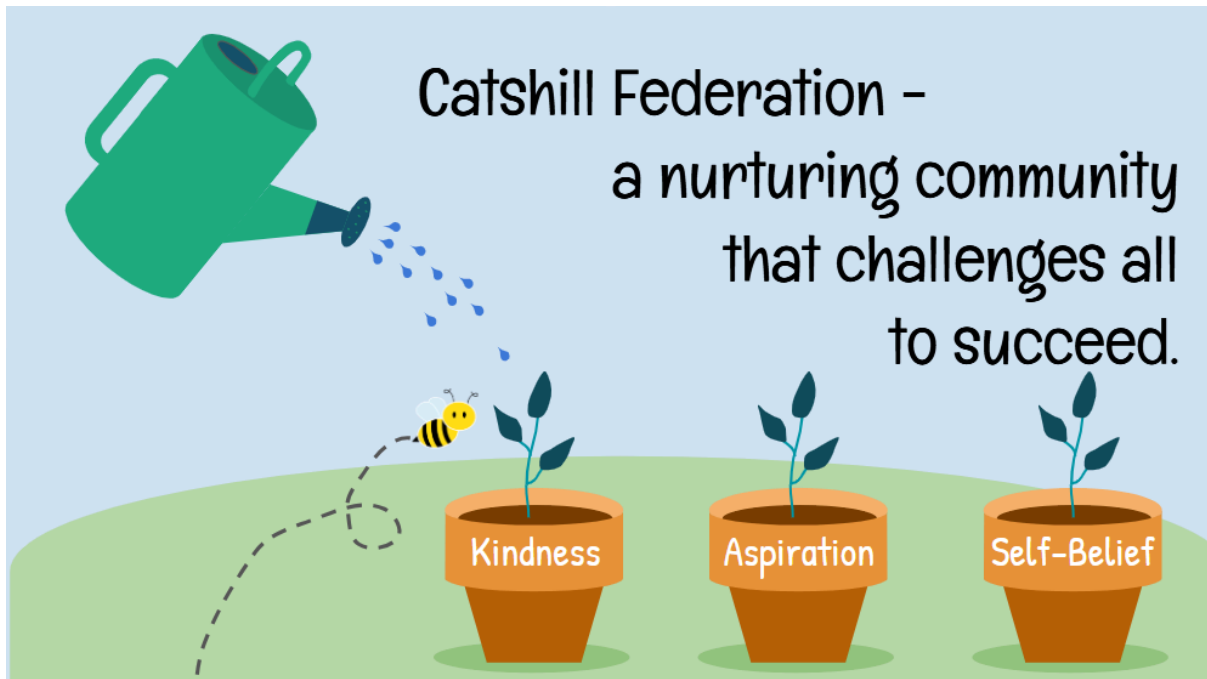 Catshill Federation -
a nurturing community
that challenges all
to succeed.
Kindness
Aspiration
Self-Belief